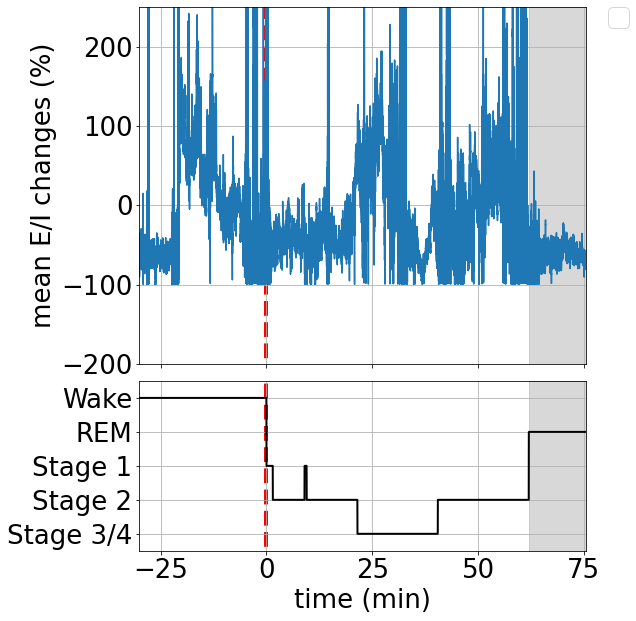 mean E/I changes (%)
200
100
0
−100
−200
Wake
REM
Stage 1
Stage 2
Stage 3/4
−25 0 25 50 75
time (min)